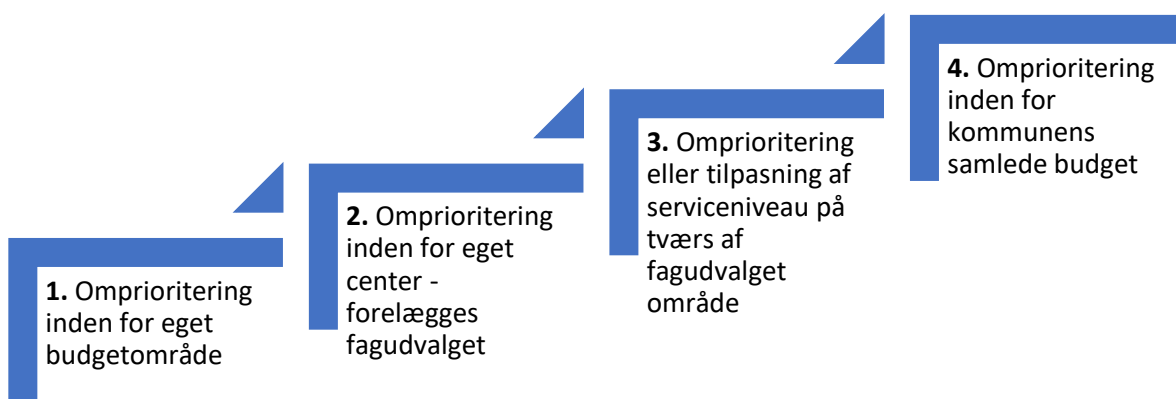 1. Omprioritering
inden for eget
budgetområde
2. Omprioritering
inden for eget
center -
forelægges
fagudvalget
3. Omprioritering
eller tilpasning af
serviceniveau på
tværs af
fagudvalget
område
4. Omprioritering
inden for
kommunens
samlede budget